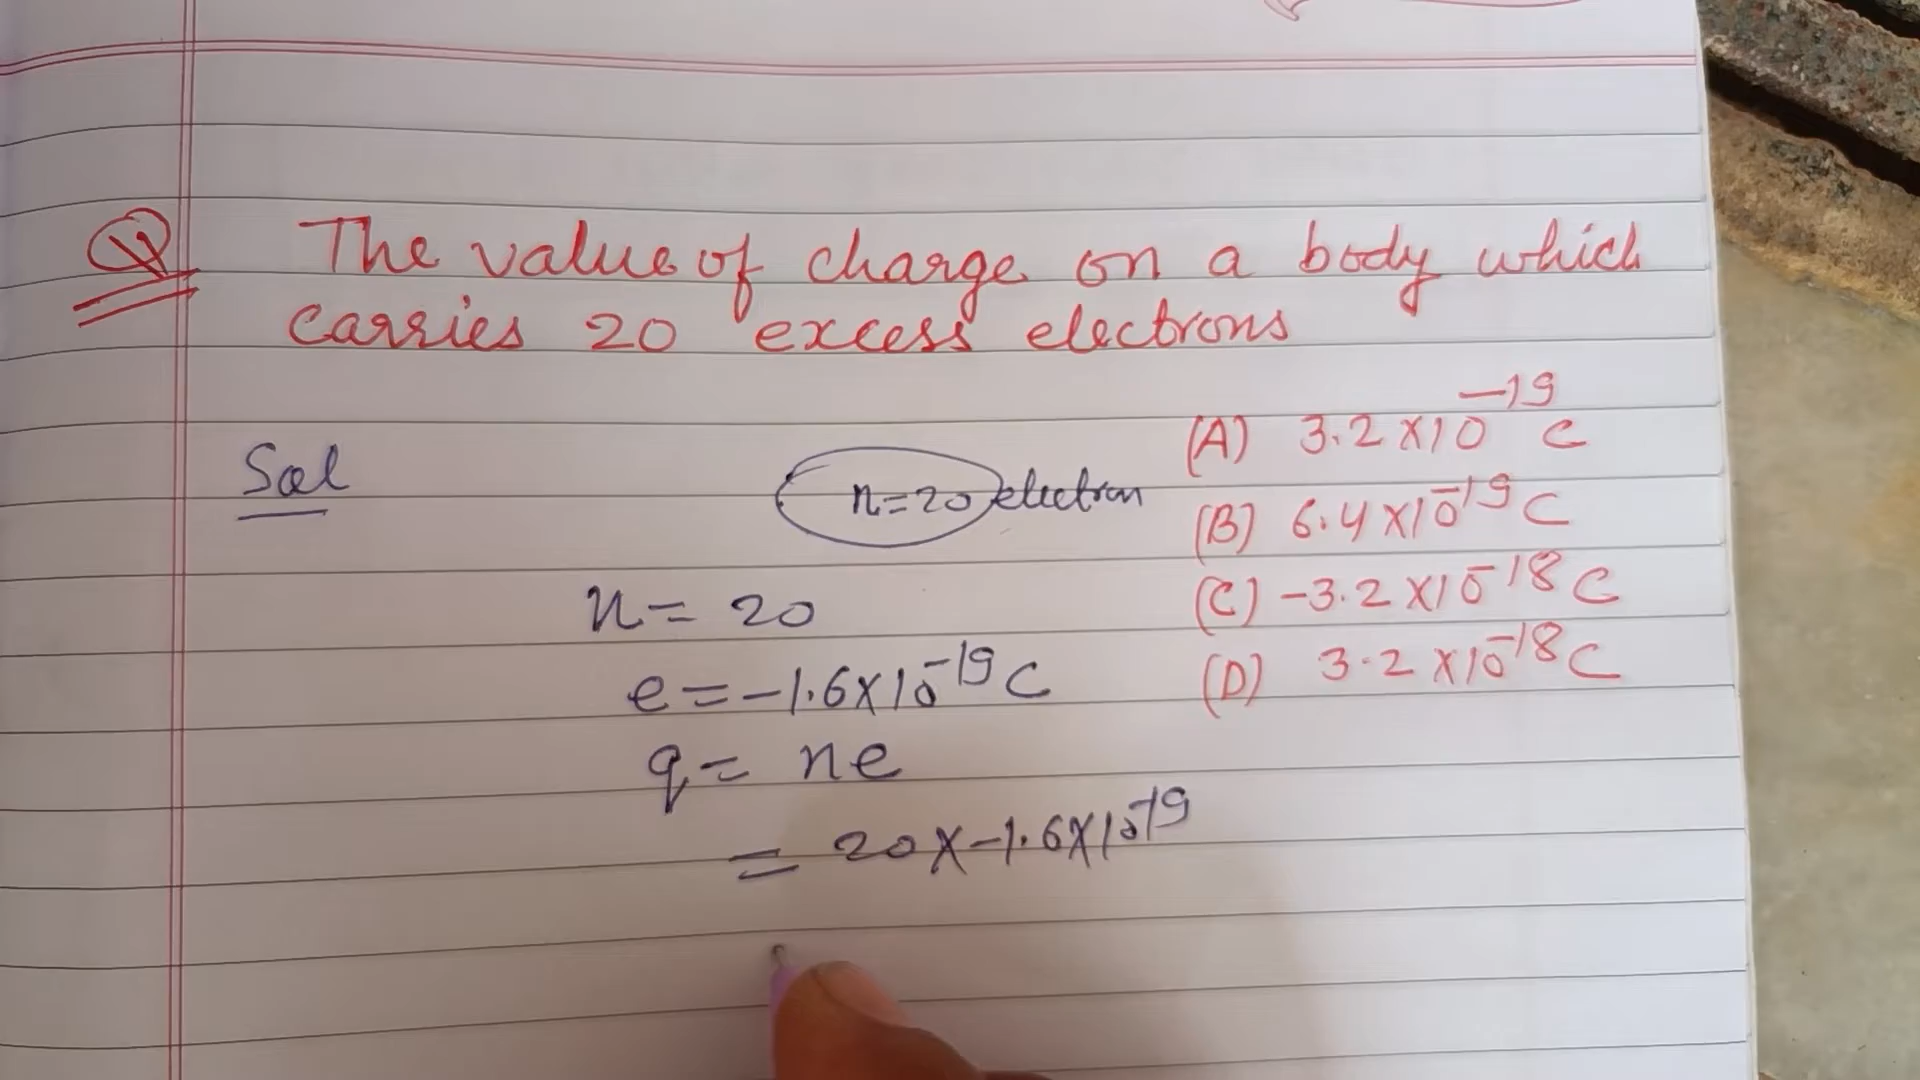 Q The value of charge on a body which
carries 20 excess electrons
(A) 3.2 × 10⁻¹⁹ C
Sol
n = 20 electron
(B) 6.4 × 10⁻¹⁹ C
n = 20
(C) -3.2 × 10⁻¹⁸ C
e = -1.6 × 10⁻¹⁹ C
(D) 3.2 × 10⁻¹⁸ C
q = ne
= 20 × -1.6 × 10⁻¹⁹